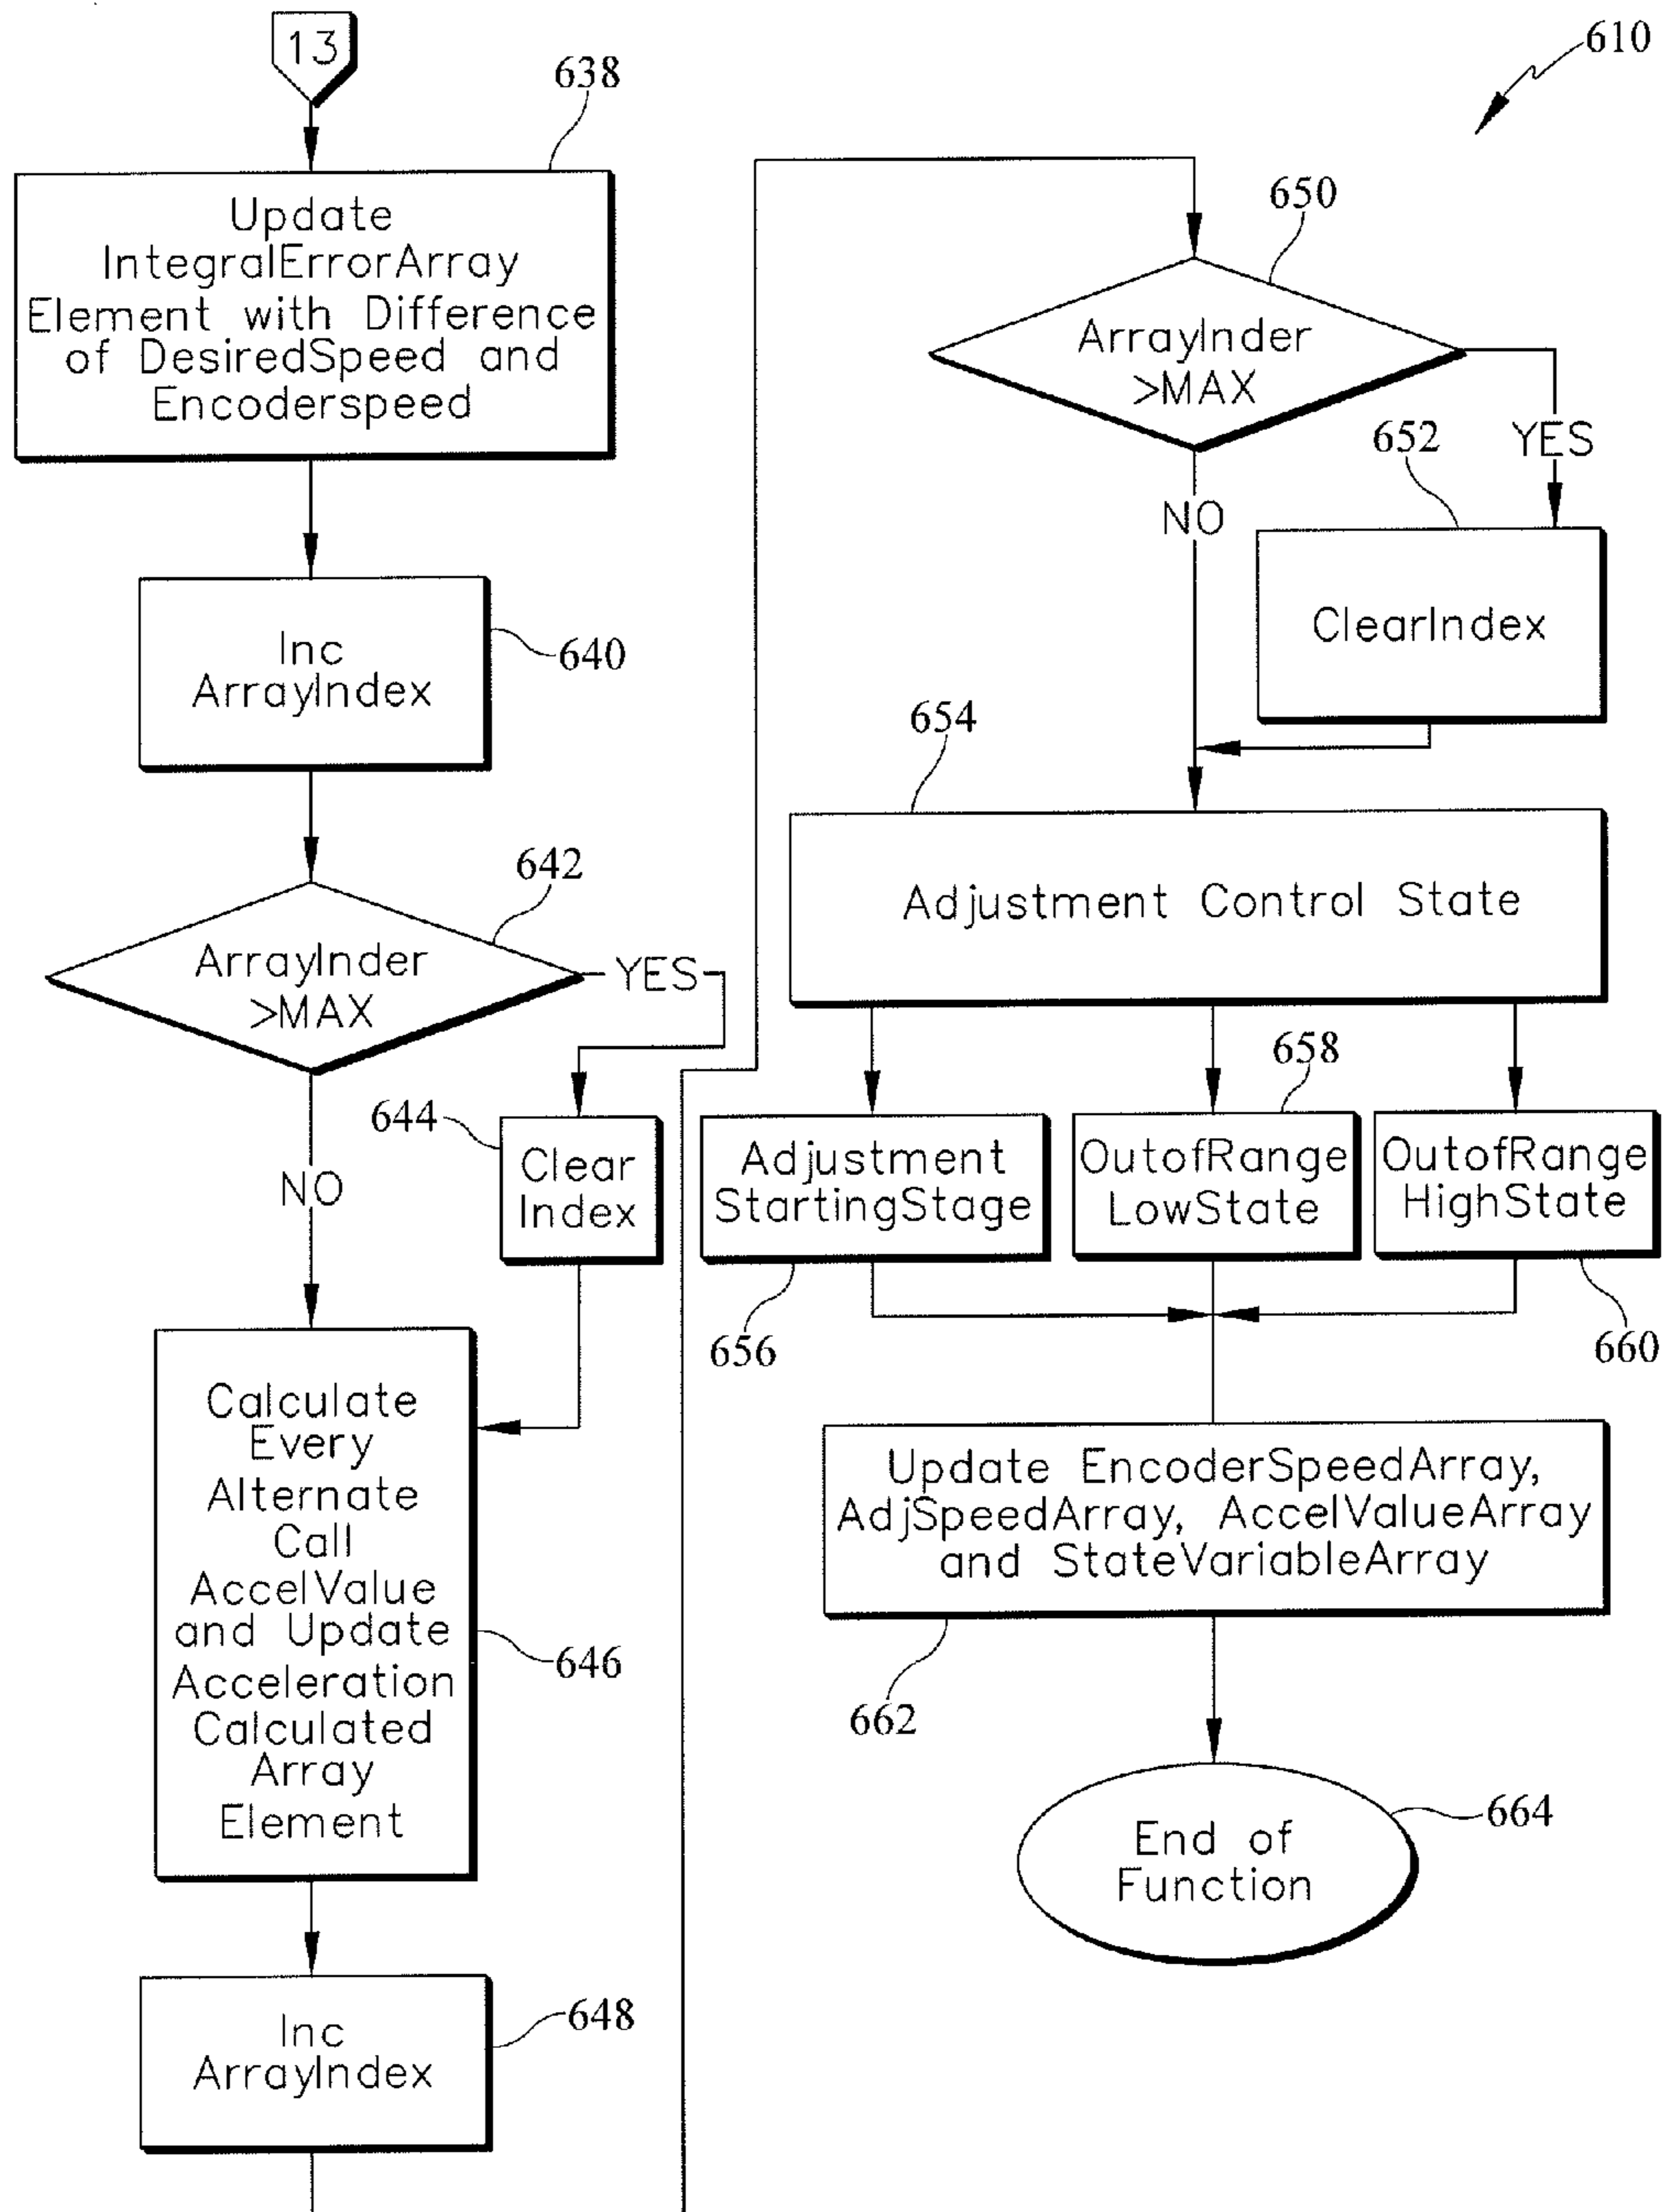 13
610
638
Update
IntegralErrorArray
Element with Difference
of DesiredSpeed and
Encoderspeed
Inc
ArrayIndex
640
642
ArrayInder
>MAX
YES
NO
644
Clear
Index
Calculate
Every
Alternate
Call
AccelValue
and Update
Acceleration
Calculated
Array
Element
646
Inc
ArrayIndex
648
650
ArrayInder
>MAX
YES
NO
652
ClearIndex
654
Adjustment Control State
658
Adjustment
StartingStage
OutofRange
LowState
OutofRange
HighState
656
660
Update EncoderSpeedArray,
AdjSpeedArray, AccelValueArray
and StateVariableArray
662
End of
Function
664